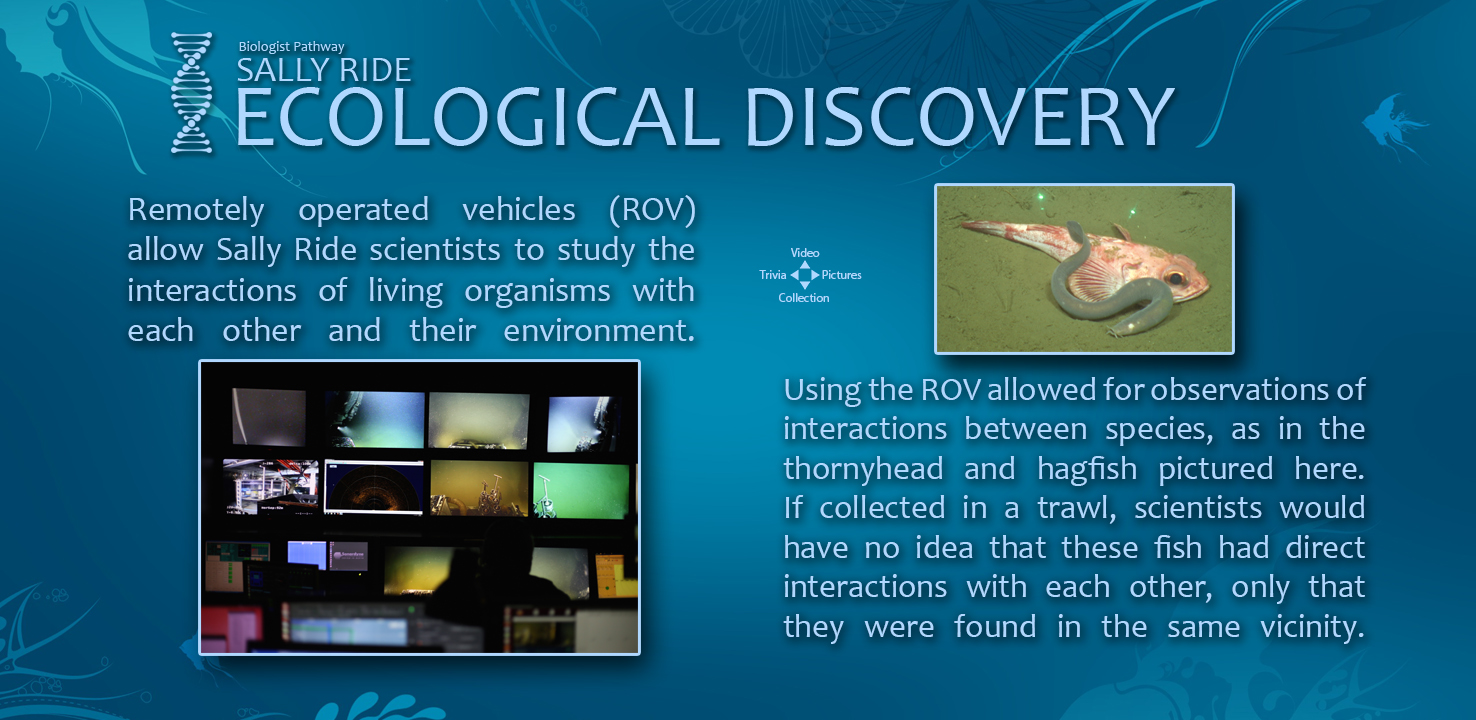 Biologist Pathway
SALLY RIDE
ECOLOGICAL DISCOVERY
Remotely operated vehicles (ROV)
allow Sally Ride scientists to study the
interactions of living organisms with
each other and their environment.
Video
Trivia Pictures
Collection
Using the ROV allowed for observations of
interactions between species, as in the
thornyhead and hagfish pictured here.
If collected in a trawl, scientists would
have no idea that these fish had direct
interactions with each other, only that
they were found in the same vicinity.